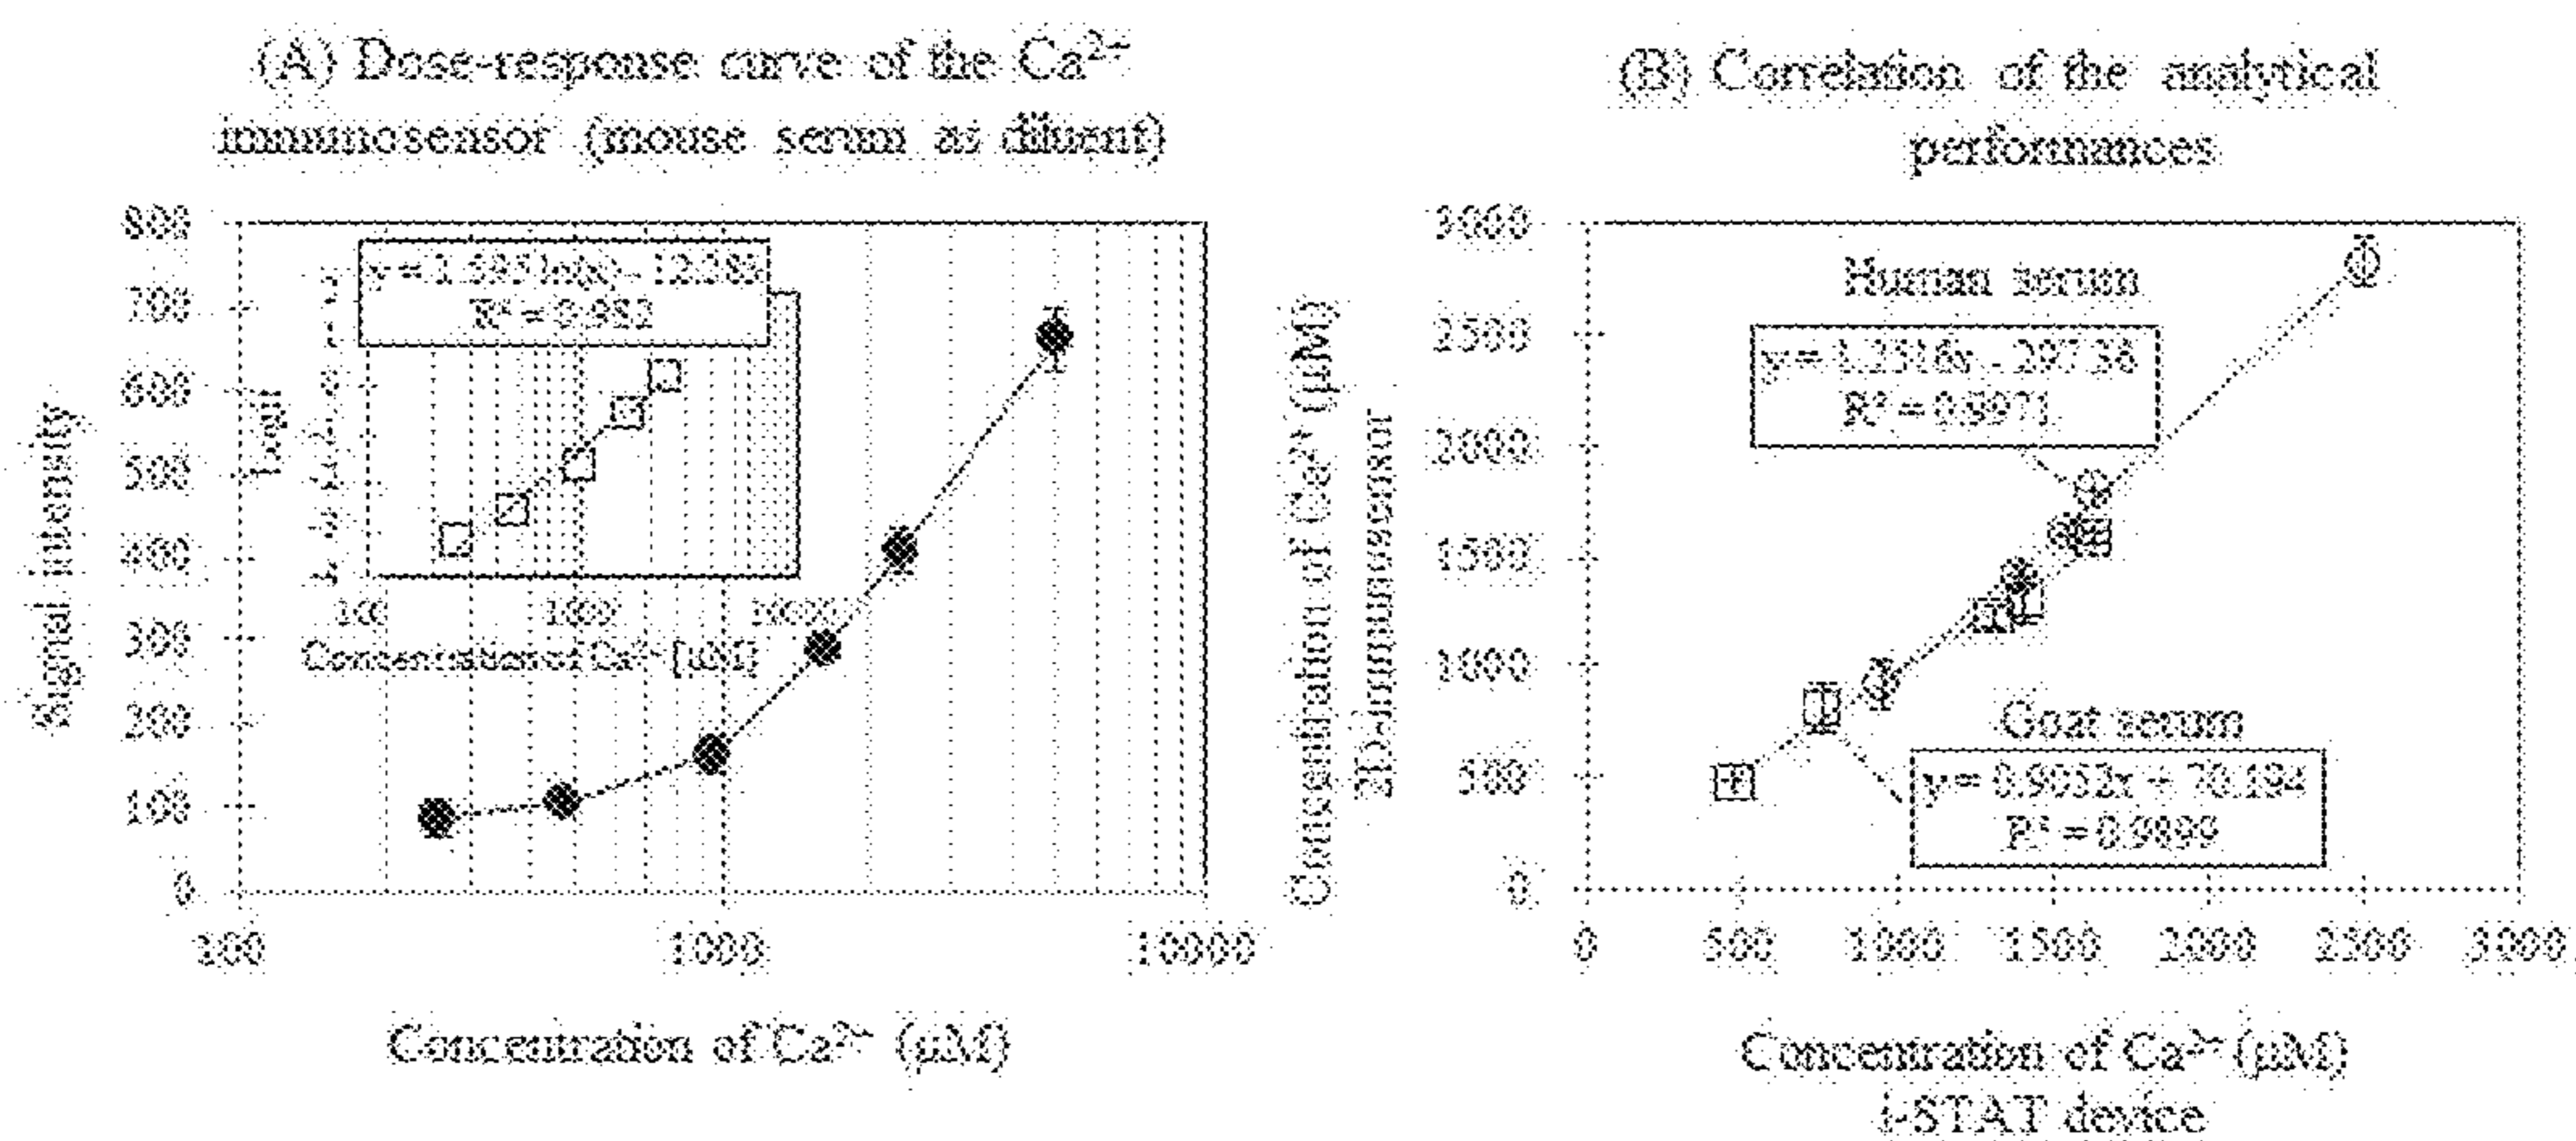 (A) Dose-response curve of the Ca²⁺
immunosensor (mouse serum as diluent)
800
700
600
500
400
300
200
100
0
Signal intensity
R² = 0.982
Logit
100
1000
10000
Concentration of Ca²⁺ [μM]
100
1000
10000
Concentration of Ca²⁺ (μM)
(B) Correlation of the analytical
performances
3000
2500
2000
1500
1000
500
0
Concentration of Ca²⁺ (μM)
2D-immunosensor
Human serum
R² = 0.9971
Goat serum
y = 0.9032x + 70.194
R² = 0.9899
0
500
1000
1500
2000
2500
3000
Concentration of Ca²⁺ (μM)
i-STAT device